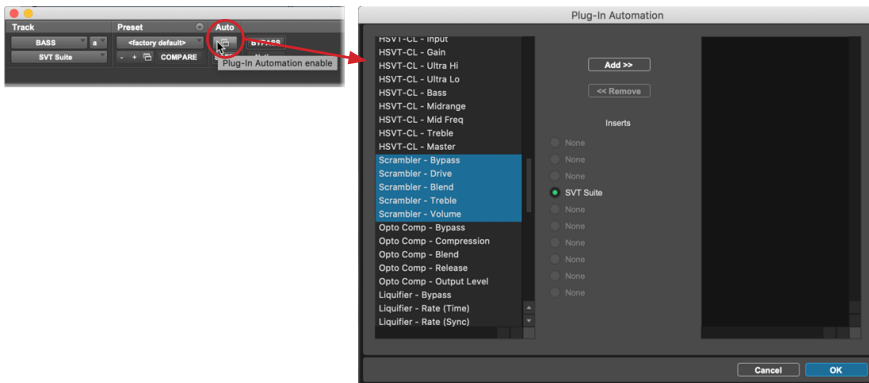 Track Preset Auto
BASS a <factory default> BYPASS
SVT Suite - + COMPARE
Plug-In Automation enable
Plug-In Automation
HSVT-CL - Input
HSVT-CL - Gain
HSVT-CL - Ultra Hi
HSVT-CL - Ultra Lo
HSVT-CL - Bass
HSVT-CL - Midrange
HSVT-CL - Mid Freq
HSVT-CL - Treble
HSVT-CL - Master
Scrambler - Bypass
Scrambler - Drive
Scrambler - Blend
Scrambler - Treble
Scrambler - Volume
Opto Comp - Bypass
Opto Comp - Compression
Opto Comp - Blend
Opto Comp - Release
Opto Comp - Output Level
Liquifier - Bypass
Liquifier - Rate (Time)
Liquifier - Rate (Sync)
Add >>
<< Remove
Inserts
None
None
None
SVT Suite
None
None
None
None
None
None
Cancel OK